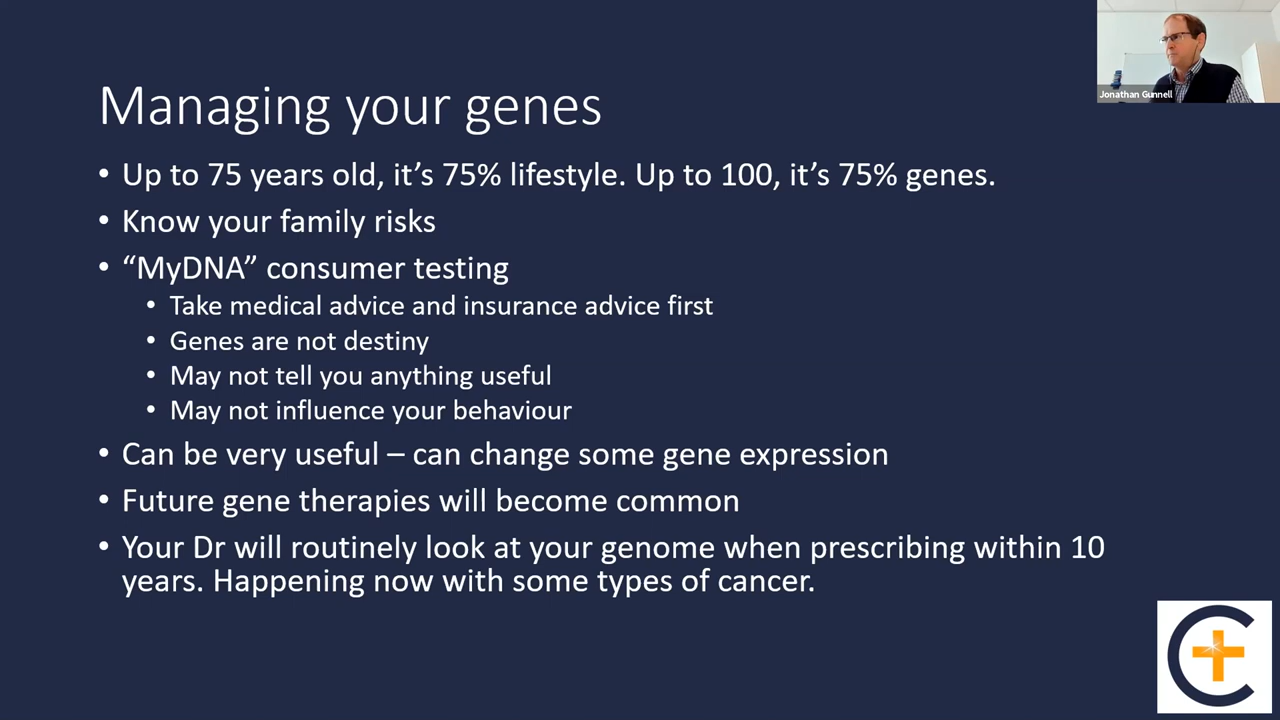 Jonathan Gunnell
Managing your genes
• Up to 75 years old, it’s 75% lifestyle. Up to 100, it’s 75% genes.
• Know your family risks
• “MyDNA” consumer testing
• Take medical advice and insurance advice first
• Genes are not destiny
• May not tell you anything useful
• May not influence your behaviour
• Can be very useful – can change some gene expression
• Future gene therapies will become common
• Your Dr will routinely look at your genome when prescribing within 10
years. Happening now with some types of cancer.